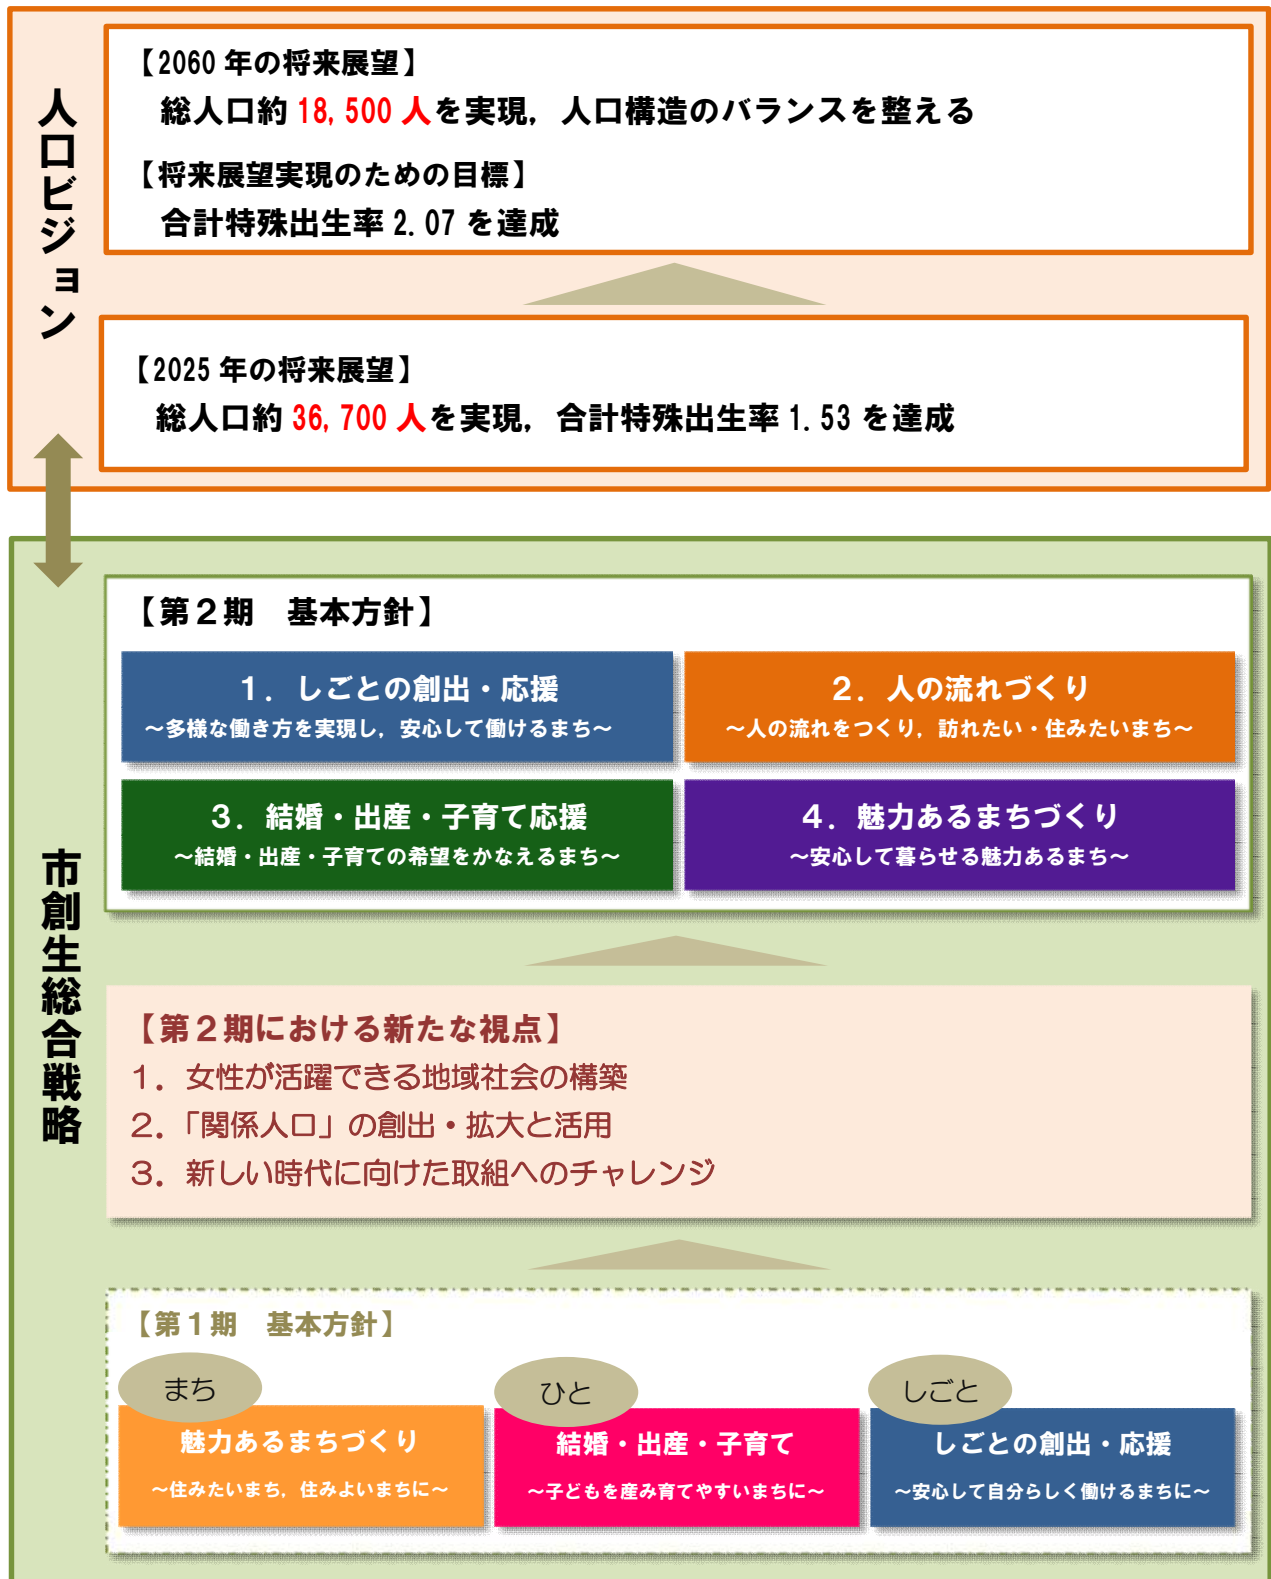 人口ビジョン
【2060年の将来展望】
総人口約18,500人を実現，人口構造のバランスを整える
【将来展望実現のための目標】
合計特殊出生率2.07を達成
【2025年の将来展望】
総人口約36,700人を実現，合計特殊出生率1.53を達成
市創生総合戦略
【第２期　基本方針】
１．しごとの創出・応援
～多様な働き方を実現し，安心して働けるまち～
２．人の流れづくり
～人の流れをつくり，訪れたい・住みたいまち～
３．結婚・出産・子育て応援
～結婚・出産・子育ての希望をかなえるまち～
４．魅力あるまちづくり
～安心して暮らせる魅力あるまち～
【第２期における新たな視点】
１．女性が活躍できる地域社会の構築
２．「関係人口」の創出・拡大と活用
３．新しい時代に向けた取組へのチャレンジ
【第１期　基本方針】
まち
魅力あるまちづくり
～住みたいまち，住みよいまちに～
ひと
結婚・出産・子育て
～子どもを産み育てやすいまちに～
しごと
しごとの創出・応援
～安心して自分らしく働けるまちに～